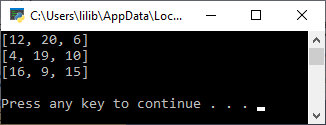 C:\Users\lilib\AppData\Loc...
[12, 20, 6]
[4, 19, 10]
[16, 9, 15]
Press any key to continue . . .